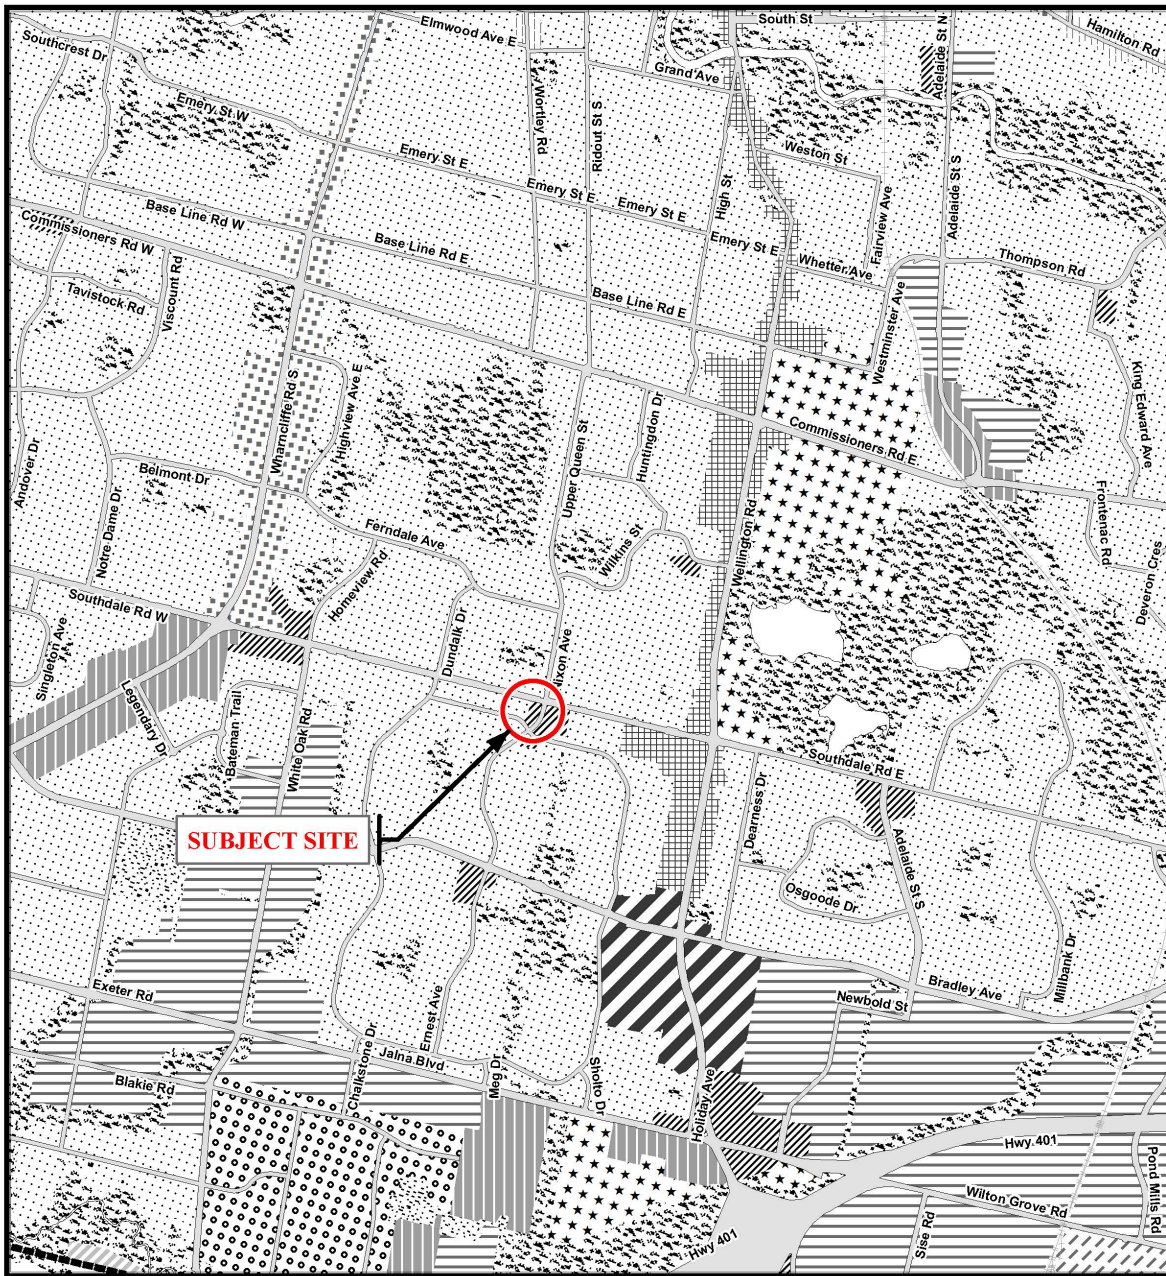 South St
Elmwood Ave E
Hamilton Rd
Southcrest Dr
Grand Ave
Adelaide St N
Emery St W
Wortley Rd
Ridout St S
Emery St E
Weston St
Emery St E
Emery St E
High St
Fairview Ave
Adelaide St S
Base Line Rd W
Commissioners Rd W
Base Line Rd E
Emery St E
Whetter Ave
Thompson Rd
Viscount Rd
Tavistock Rd
Base Line Rd E
Westminster Ave
Wharncliffe Rd S
Highview Ave E
King Edward Ave
Huntingdon Dr
Upper Queen St
Commissioners Rd E
Andover Dr
Belmont Dr
Notre Dame Dr
Wellington Rd
Frontenac Rd
Ferndale Ave
Wilkins St
Homeview Rd
Deveron Cres
Southdale Rd W
Singleton Ave
Dundalk Dr
Nixon Ave
Legendary Dr
Bateman Trail
White Oak Rd
Southdale Rd E
Dearness Dr
SUBJECT SITE
Adelaide St S
Osgoode Dr
Millbank Dr
Exeter Rd
Bradley Ave
Newbold St
Ernest Ave
Chalkstone Dr
Jalna Blvd
Meg Dr
Sholto Dr
Blakie Rd
Holiday Ave
Hwy 401
Pond Mills Rd
Wilton Grove Rd
Sise Rd
Hwy 401